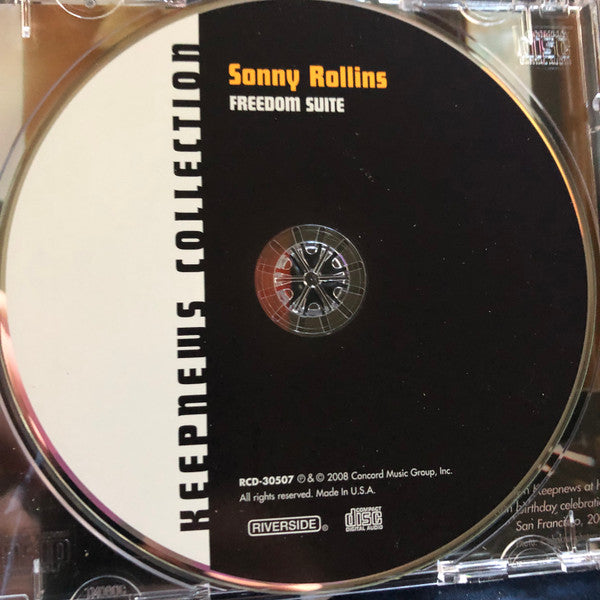 Sonny Rollins
FREEDOM SUITE
KEEPNEWS COLLECTION
RCD-30507 ℗ & © 2008 Concord Music Group, Inc.
All rights reserved. Made in U.S.A.
RIVERSIDE®
COMPACT
disc
DIGITAL AUDIO
Keepnews at
birthday celebration
San Francisco, 20